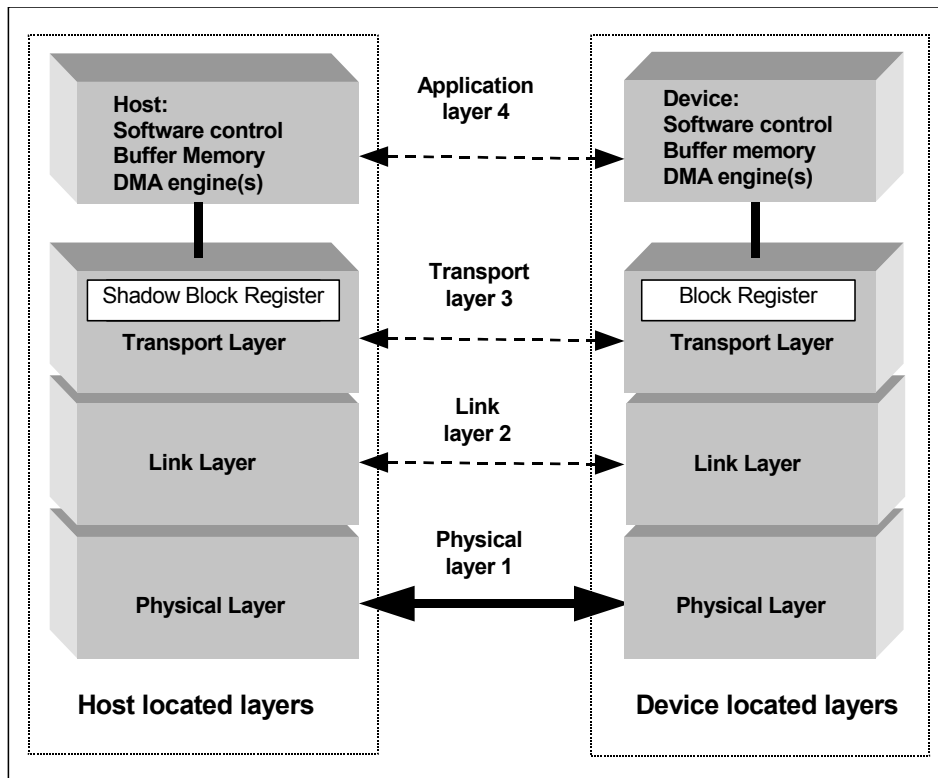 Host:
Software control
Buffer Memory
DMA engine(s)
Application
layer 4
Device:
Software control
Buffer memory
DMA engine(s)
Shadow Block Register
Transport Layer
Transport
layer 3
Block Register
Transport Layer
Link Layer
Link
layer 2
Link Layer
Physical Layer
Physical
layer 1
Physical Layer
Host located layers
Device located layers